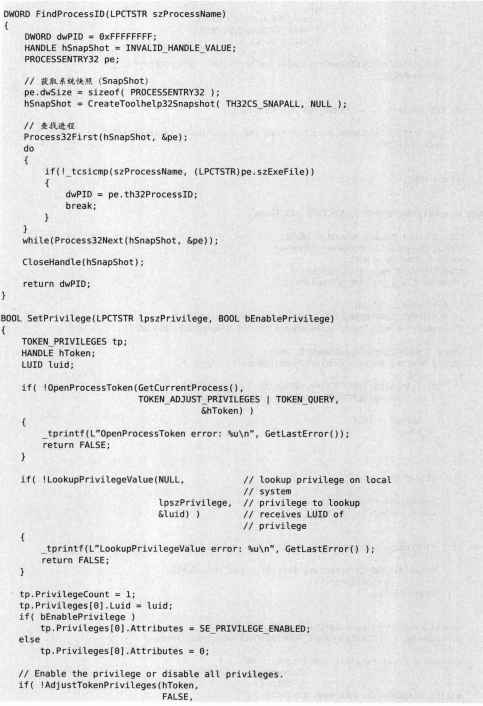 DWORD FindProcessID(LPCTSTR szProcessName)
{
    DWORD dwPID = 0xFFFFFFFF;
    HANDLE hSnapShot = INVALID_HANDLE_VALUE;
    PROCESSENTRY32 pe;

    // 获取系统快照 (SnapShot)
    pe.dwSize = sizeof( PROCESSENTRY32 );
    hSnapShot = CreateToolhelp32Snapshot( TH32CS_SNAPALL, NULL );

    // 查找进程
    Process32First(hSnapShot, &pe);
    do
    {
        if(!_tcsicmp(szProcessName, (LPCTSTR)pe.szExeFile))
        {
            dwPID = pe.th32ProcessID;
            break;
        }
    }
    while(Process32Next(hSnapShot, &pe));

    CloseHandle(hSnapShot);

    return dwPID;
}

BOOL SetPrivilege(LPCTSTR lpszPrivilege, BOOL bEnablePrivilege)
{
    TOKEN_PRIVILEGES tp;
    HANDLE hToken;
    LUID luid;

    if( !OpenProcessToken(GetCurrentProcess(),
                          TOKEN_ADJUST_PRIVILEGES | TOKEN_QUERY,
                          &hToken) )
    {
        _tprintf(L"OpenProcessToken error: %u\n", GetLastError());
        return FALSE;
    }

    if( !LookupPrivilegeValue(NULL,           // lookup privilege on local
                                              // system
                              lpszPrivilege,  // privilege to lookup
                              &luid) )        // receives LUID of
                                              // privilege
    {
        _tprintf(L"LookupPrivilegeValue error: %u\n", GetLastError() );
        return FALSE;
    }

    tp.PrivilegeCount = 1;
    tp.Privileges[0].Luid = luid;
    if( bEnablePrivilege )
        tp.Privileges[0].Attributes = SE_PRIVILEGE_ENABLED;
    else
        tp.Privileges[0].Attributes = 0;

    // Enable the privilege or disable all privileges.
    if( !AdjustTokenPrivileges(hToken,
                               FALSE,